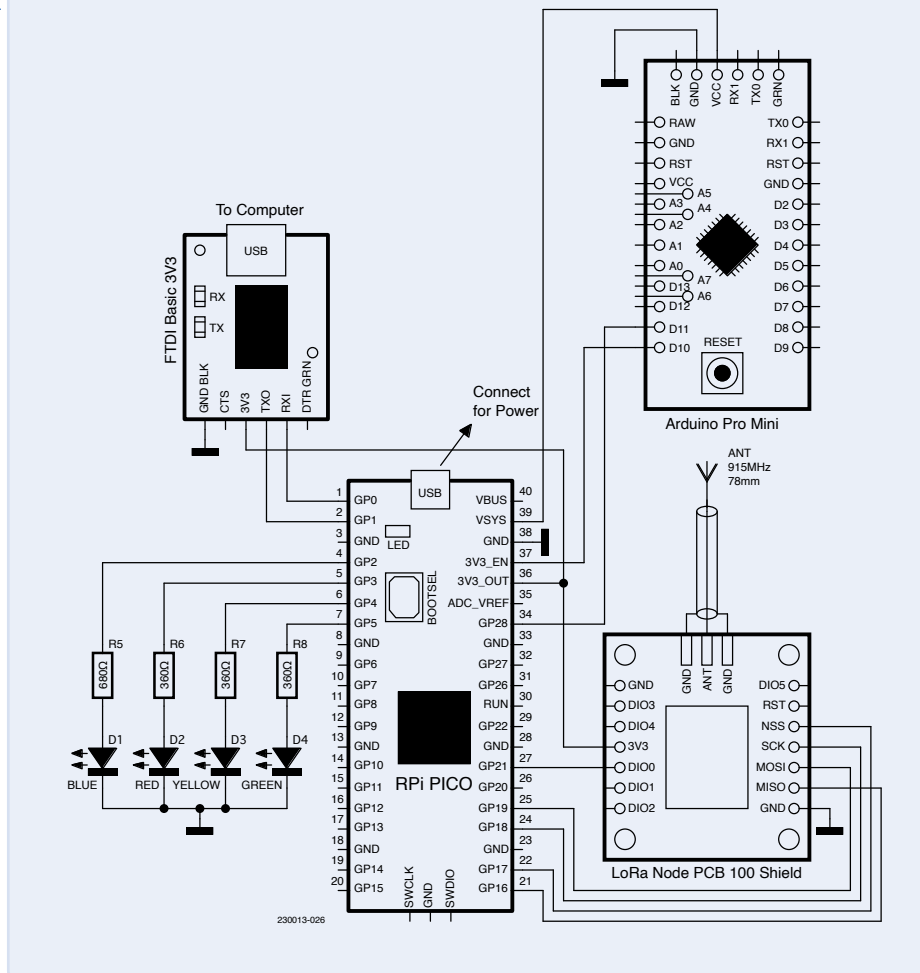 BLK
GND
VCC
RX1
TX0
GRN
RAW
GND
RST
VCC
A5
A3
A4
A2
A1
A0
A7
D13
A6
D12
D11
D10
TX0
RX1
RST
GND
D2
D3
D4
D5
D6
D7
D8
D9
RESET
Arduino Pro Mini
To Computer
USB
FTDI Basic 3V3
RX
TX
GND BLK
CTS
3V3
TXO
RXI
DTR GRN
Connect
for Power
ANT
915MHz
78mm
USB
LED
BOOTSEL
RPi PICO
1 GP0
2 GP1
3 GND
4 GP2
5 GP3
6 GP4
7 GP5
8 GND
9 GP6
10 GP7
11 GP8
12 GP9
13 GND
14 GP10
15 GP11
16 GP12
17 GP13
18 GND
19 GP14
20 GP15
VBUS 40
VSYS 39
GND 38
3V3_EN 37
3V3_OUT 36
ADC_VREF 35
GP28 34
GND 33
GP27 32
GP26 31
RUN 30
GP22 29
GND 28
GP21 27
GP20 26
GP19 25
GP18 24
GND 23
GP17 22
GP16 21
SWCLK
GND
SWDIO
R5
680Ω
R6
360Ω
R7
360Ω
R8
360Ω
D1
BLUE
D2
RED
D3
YELLOW
D4
GREEN
GND
ANT
GND
GND
DIO3
DIO4
3V3
DIO0
DIO1
DIO2
DIO5
RST
NSS
SCK
MOSI
MISO
GND
LoRa Node PCB 100 Shield
230013-026